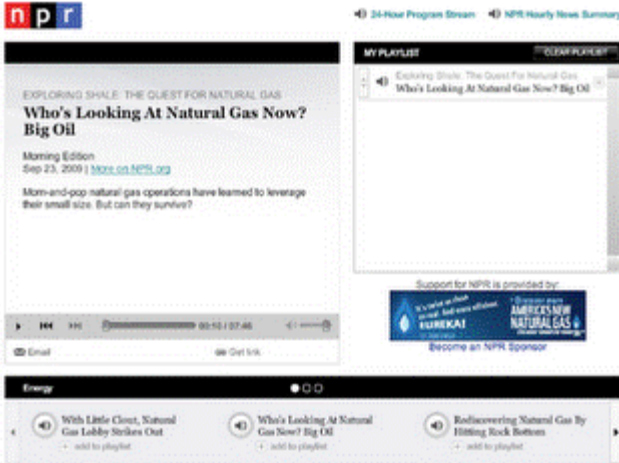 npr
24-Hour Program Stream
NPR Hourly News Summary
EXPLORING SHALE: THE QUEST FOR NATURAL GAS
Who's Looking At Natural Gas Now?
Big Oil
Morning Edition
Sep 23, 2009 | More on NPR.org
Mom-and-pop natural gas operations have learned to leverage
their small size. But can they survive?
00:10 / 07:46
Email
Get link
MY PLAYLIST
CLEAR PLAYLIST
Exploring Shale: The Quest For Natural Gas
Who's Looking At Natural Gas Now? Big Oil
Support for NPR is provided by:
EUREKA!
AMERICA'S NEW
NATURAL GAS
Become an NPR Sponsor
Energy
With Little Clout, Natural
Gas Lobby Strikes Out
add to playlist
Who's Looking At Natural
Gas Now? Big Oil
add to playlist
Rediscovering Natural Gas By
Hitting Rock Bottom
add to playlist